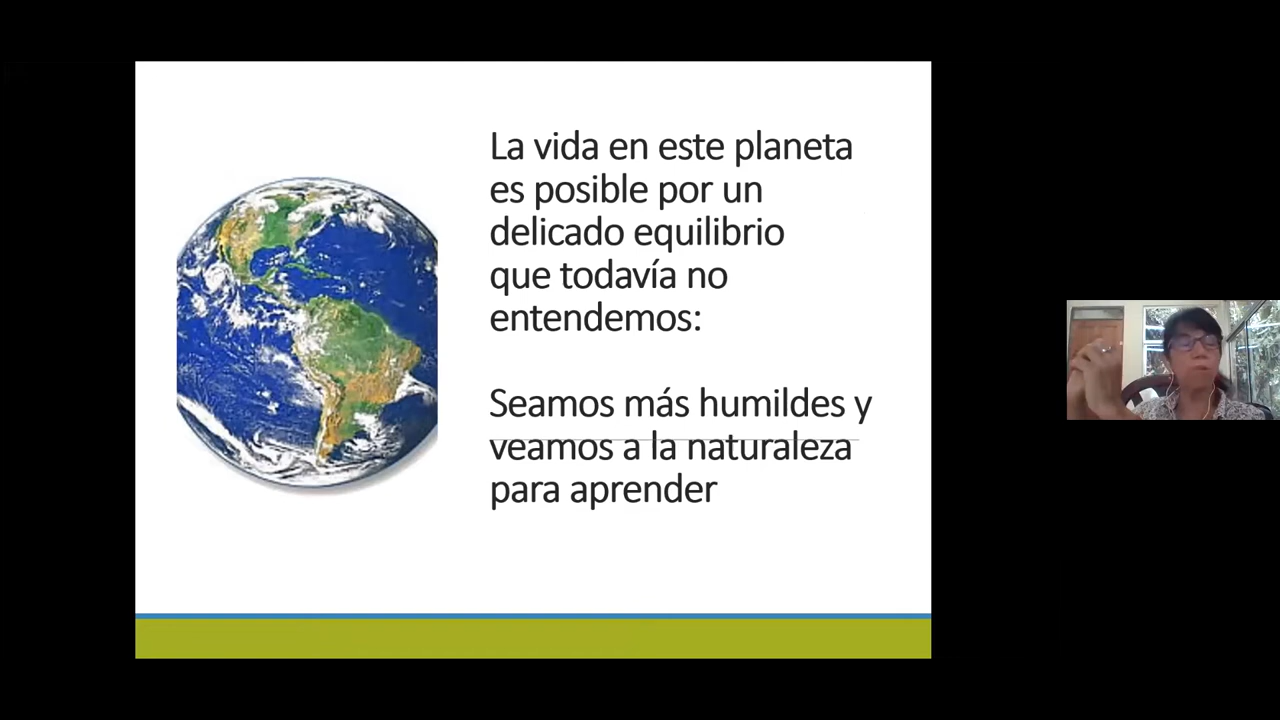 La vida en este planeta
es posible por un
delicado equilibrio
que todavía no
entendemos:
Seamos más humildes y
veamos a la naturaleza
para aprender